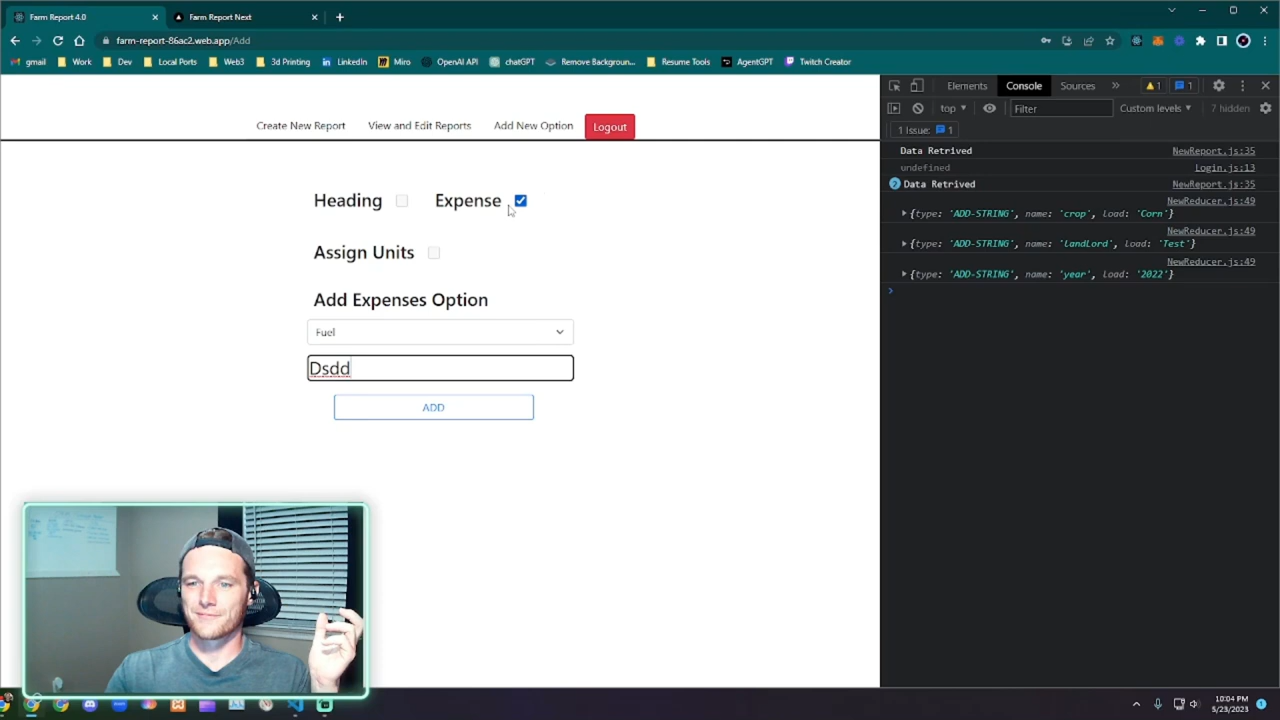 Farm Report 4.0
Farm Report Next
farm-report-86ac2.web.app/Add
gmail Work Dev Local Ports Web3 3d Printing LinkedIn Miro OpenAI API chatGPT Remove Backgroun... Resume Tools AgentGPT Twitch Creator
Create New Report View and Edit Reports Add New Option Logout
Heading Expense
Assign Units
Add Expenses Option
Fuel
Dsdd
ADD
Elements Console Sources » 1 1
top ▾ Filter Custom levels ▾ 7 hidden
1 Issue: 1
Data Retrived NewReport.js:35
undefined Login.js:13
2 Data Retrived NewReport.js:35
NewReducer.js:49
{type: 'ADD-STRING', name: 'crop', load: 'Corn'}
NewReducer.js:49
{type: 'ADD-STRING', name: 'landLord', load: 'Test'}
NewReducer.js:49
{type: 'ADD-STRING', name: 'year', load: '2022'}
10:04 PM
5/23/2023
1